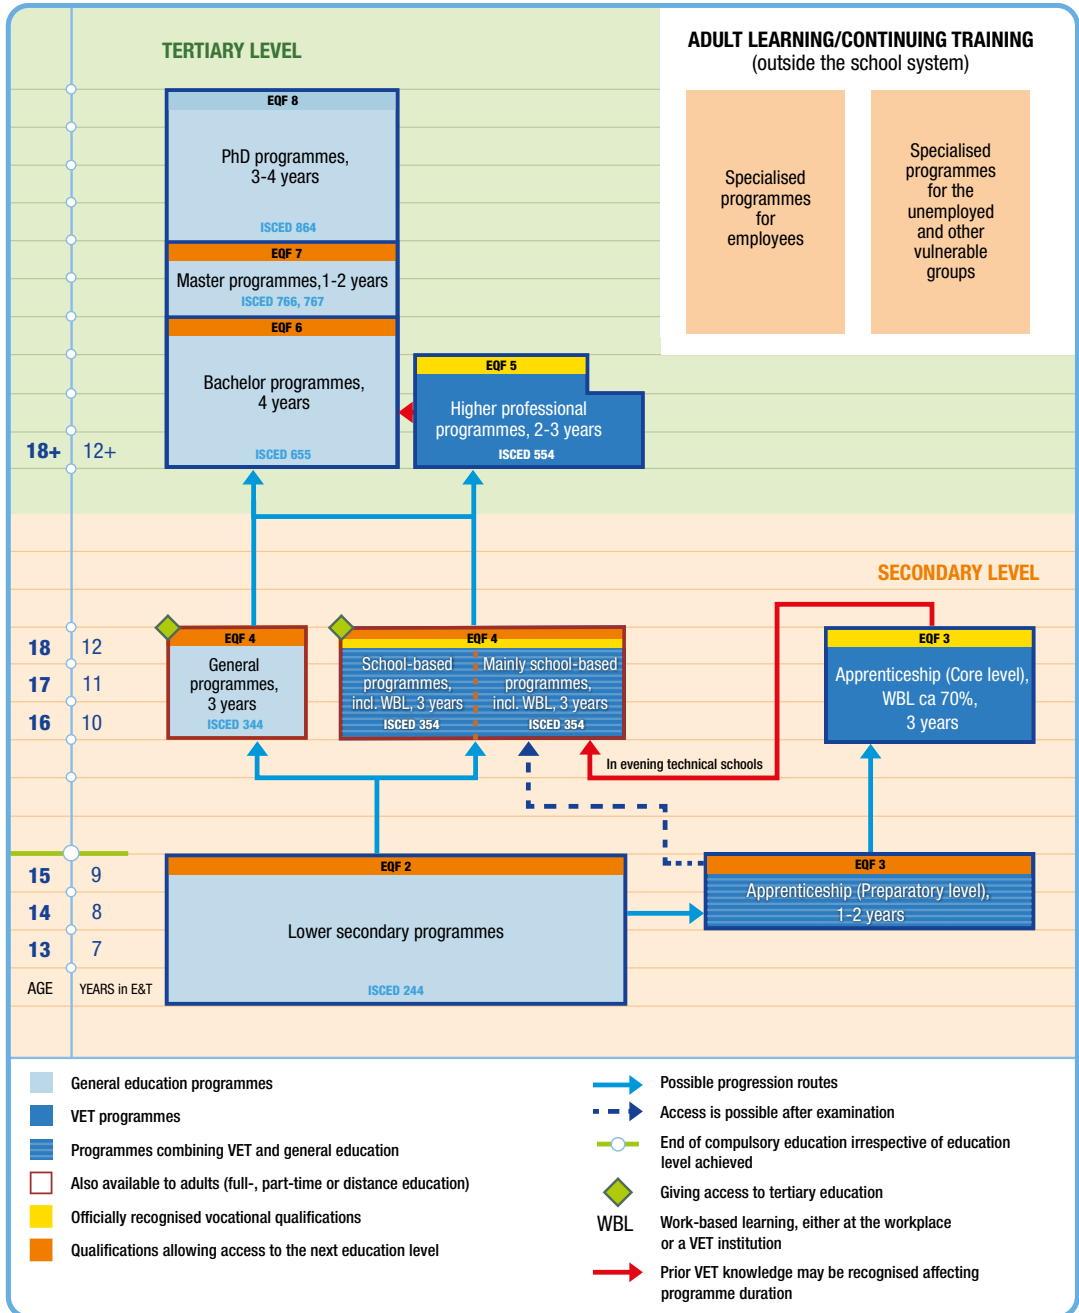 TERTIARY LEVEL
ADULT LEARNING/CONTINUING TRAINING
(outside the school system)
Specialised
programmes
for
employees
Specialised
programmes
for the
unemployed
and other
vulnerable
groups
EQF 8
PhD programmes,
3-4 years
ISCED 864
EQF 7
Master programmes,1-2 years
ISCED 766, 767
EQF 6
Bachelor programmes,
4 years
ISCED 655
EQF 5
Higher professional
programmes, 2-3 years
ISCED 554
18+ 12+
SECONDARY LEVEL
18 12
17 11
16 10
EQF 4
General
programmes,
3 years
ISCED 344
EQF 4
School-based
programmes,
incl. WBL, 3 years
ISCED 354
Mainly school-based
programmes,
incl. WBL, 3 years
ISCED 354
EQF 3
Apprenticeship (Core level),
WBL ca 70%,
3 years
In evening technical schools
15 9
14 8
13 7
AGE YEARS in E&T
EQF 2
Lower secondary programmes
ISCED 244
EQF 3
Apprenticeship (Preparatory level),
1-2 years
General education programmes
VET programmes
Programmes combining VET and general education
Also available to adults (full-, part-time or distance education)
Officially recognised vocational qualifications
Qualifications allowing access to the next education level
Possible progression routes
Access is possible after examination
End of compulsory education irrespective of education
level achieved
Giving access to tertiary education
WBL Work-based learning, either at the workplace
or a VET institution
Prior VET knowledge may be recognised affecting
programme duration